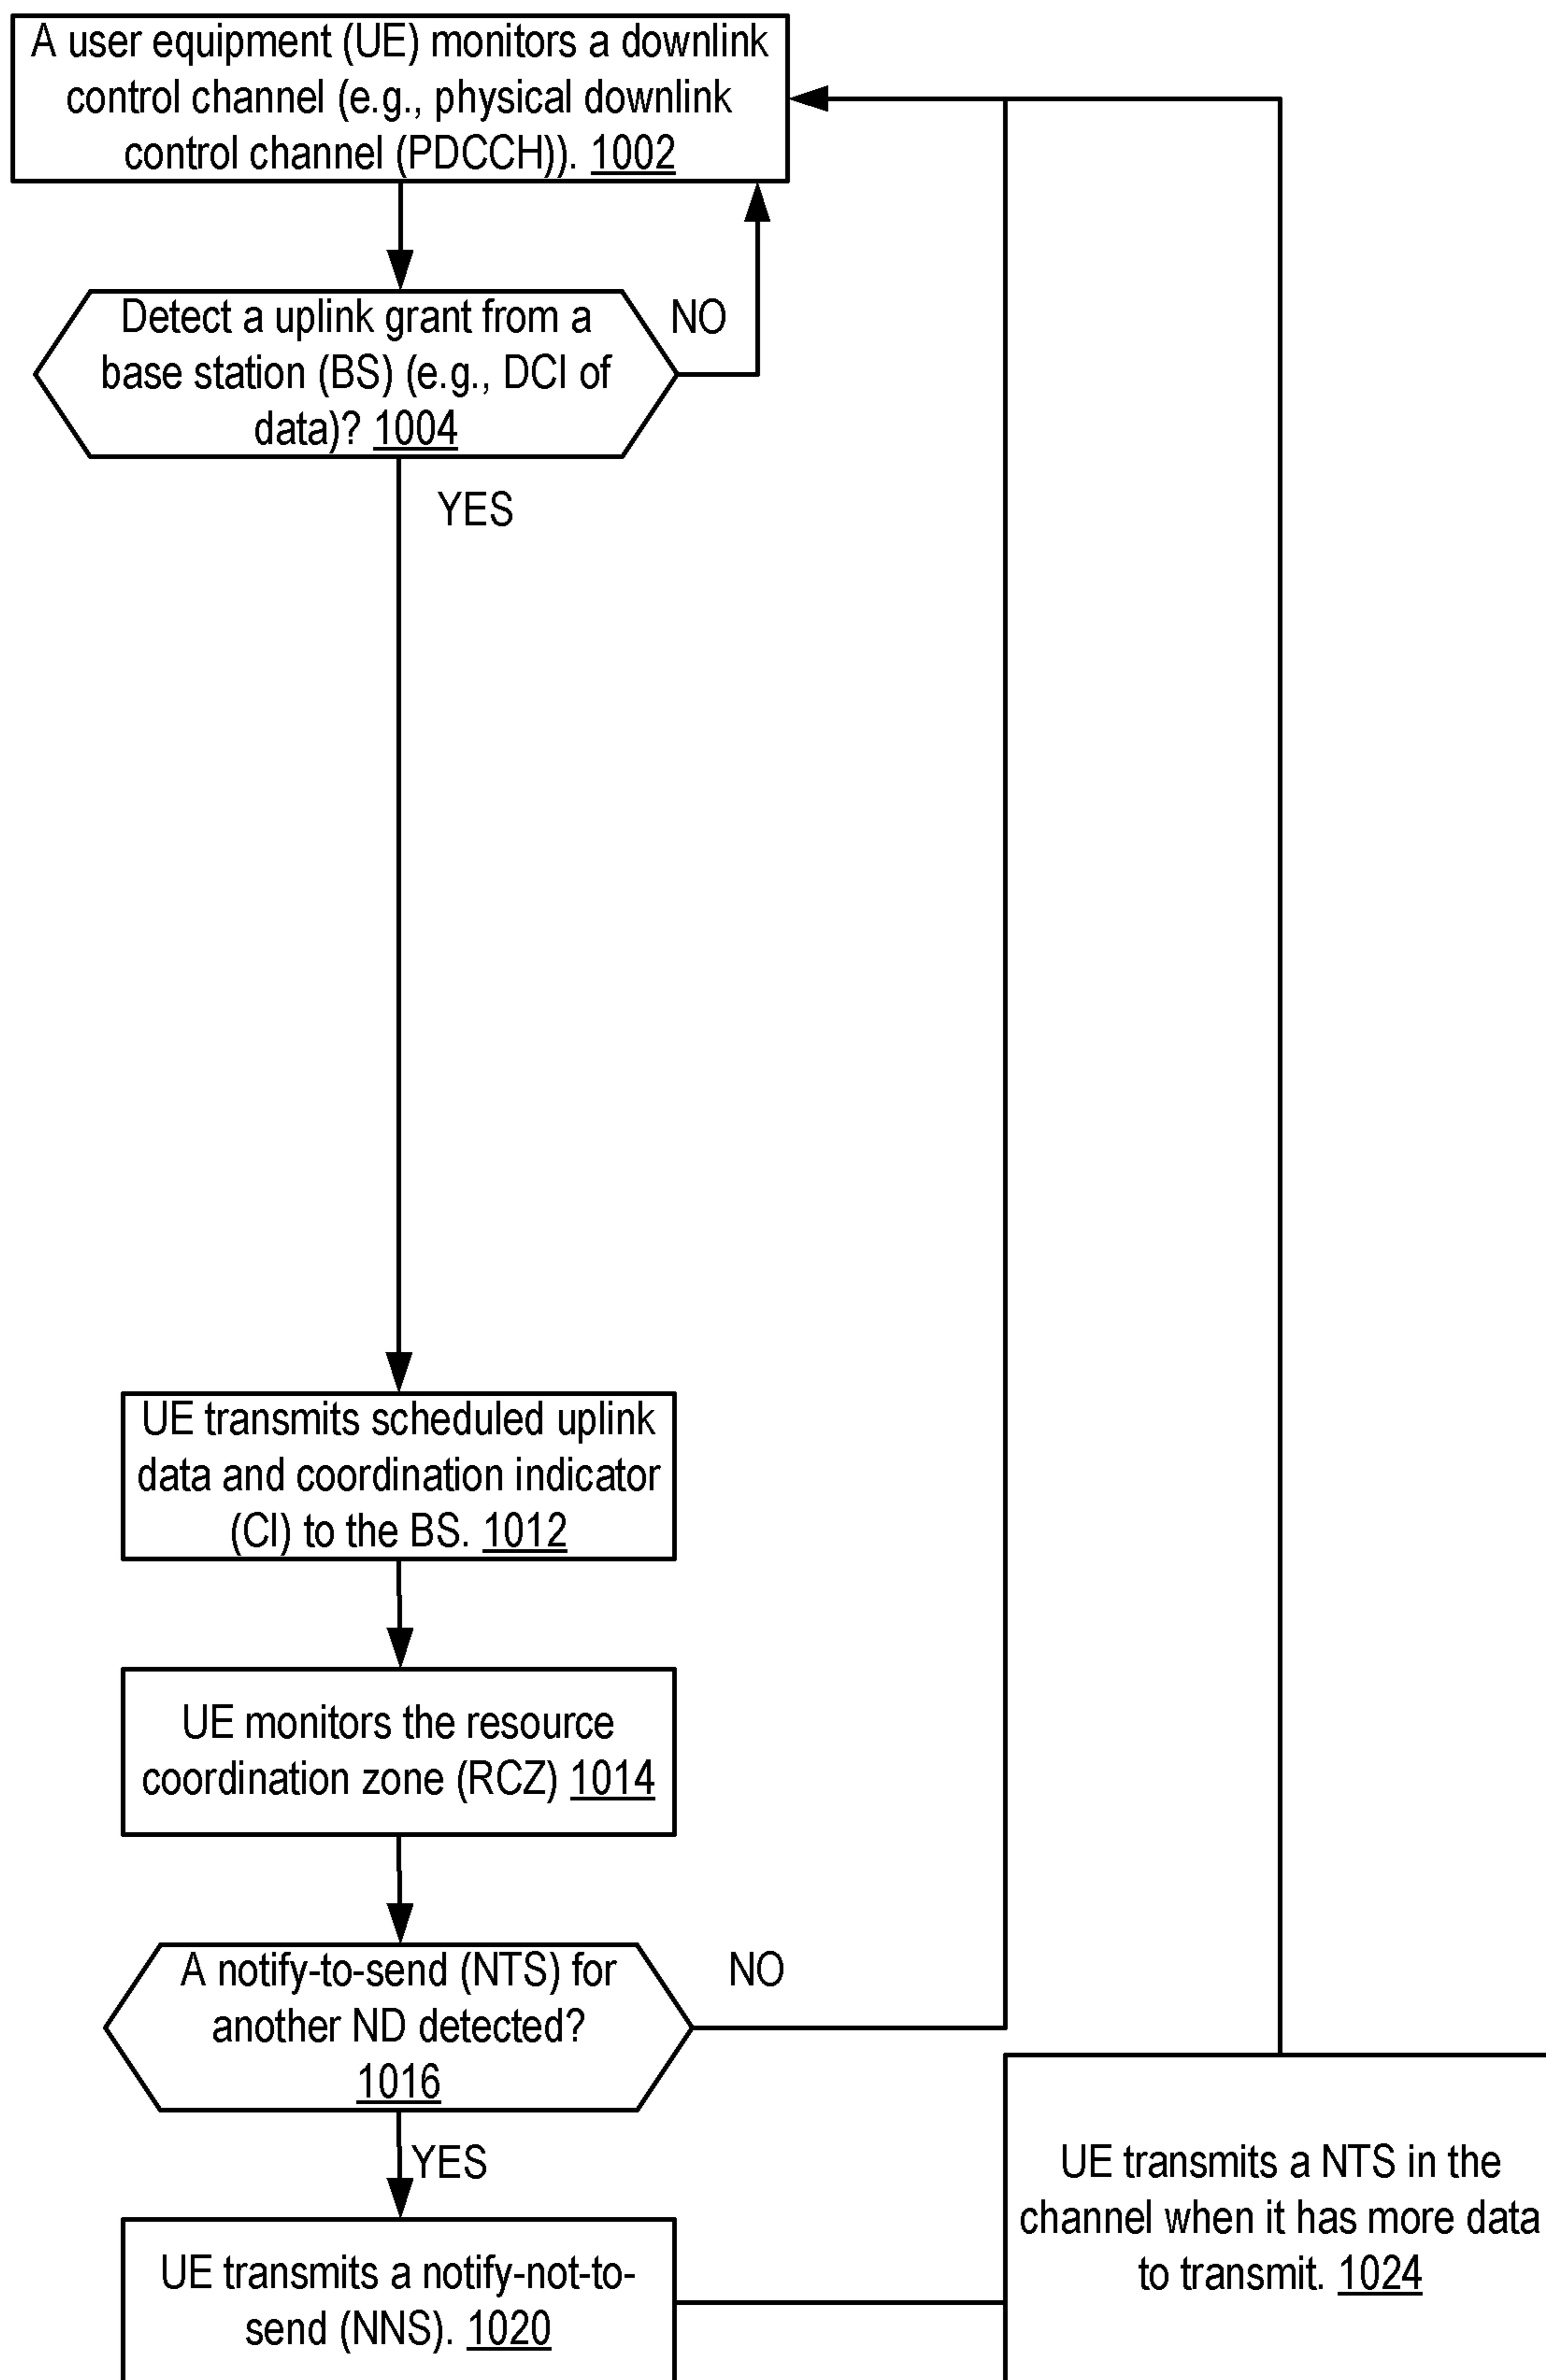 A user equipment (UE) monitors a downlink
control channel (e.g., physical downlink
control channel (PDCCH)). 1002
Detect a uplink grant from a
base station (BS) (e.g., DCI of
data)? 1004
NO
YES
UE transmits scheduled uplink
data and coordination indicator
(CI) to the BS. 1012
UE monitors the resource
coordination zone (RCZ) 1014
A notify-to-send (NTS) for
another ND detected?
1016
NO
YES
UE transmits a notify-not-to-
send (NNS). 1020
UE transmits a NTS in the
channel when it has more data
to transmit. 1024